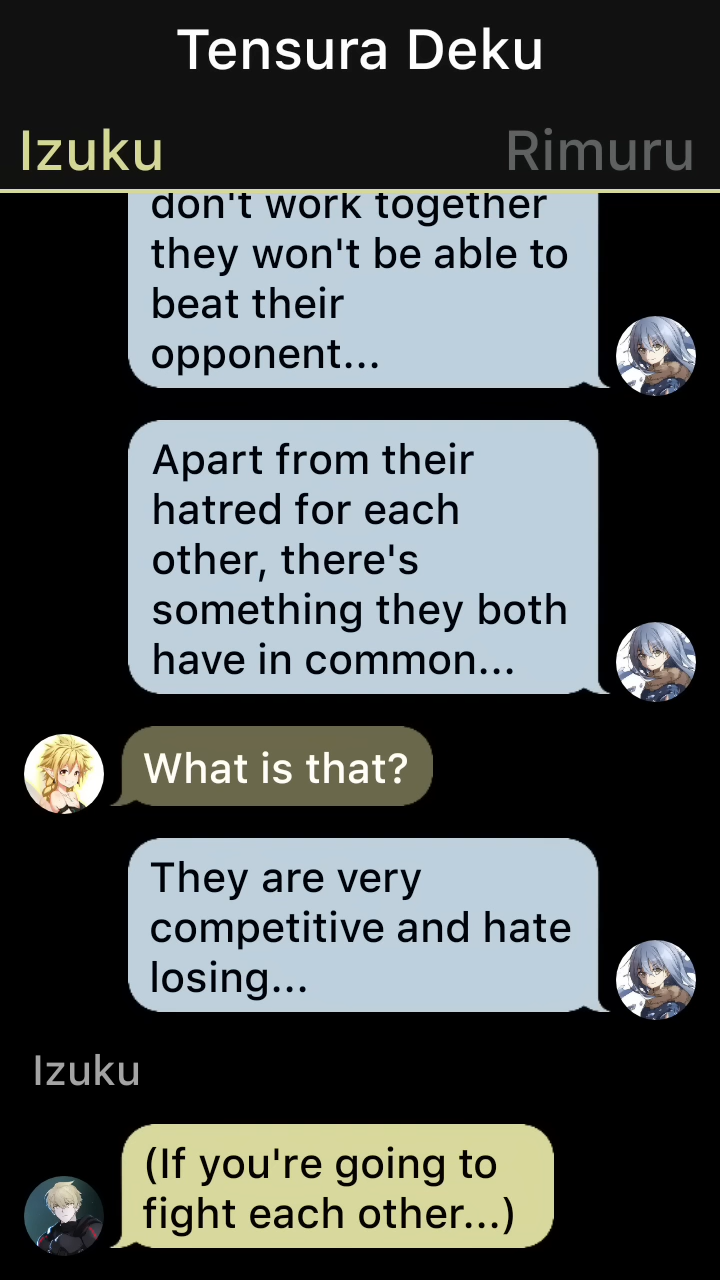 Tensura Deku
Izuku
Rimuru
don't work together
they won't be able to
beat their
opponent...
Apart from their
hatred for each
other, there's
something they both
have in common...
What is that?
They are very
competitive and hate
losing...
Izuku
(If you're going to
fight each other...)